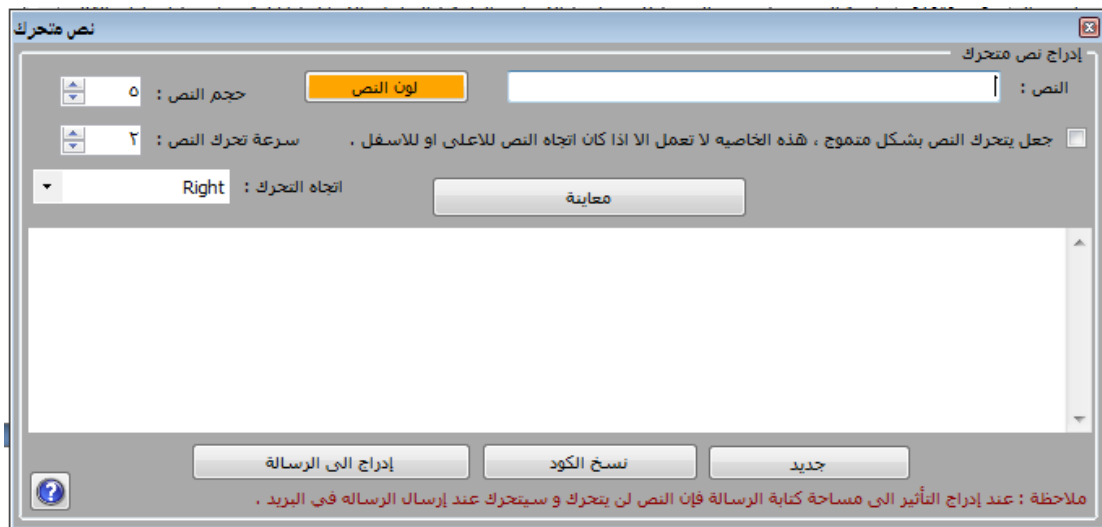 نص متحرك
إدراج نص متحرك
النص :
لون النص
حجم النص : ٥
جعل يتحرك النص بشكل متموج ، هذه الخاصيه لا تعمل الا اذا كان اتجاه النص للاعلى او للاسفل .
سرعة تحرك النص : ٢
اتجاه التحرك : Right
معاينة
جديد
نسخ الكود
إدراج الى الرسالة
ملاحظة : عند إدراج التأثير الى مساحة كتابة الرسالة فإن النص لن يتحرك و سيتحرك عند إرسال الرساله في البريد .